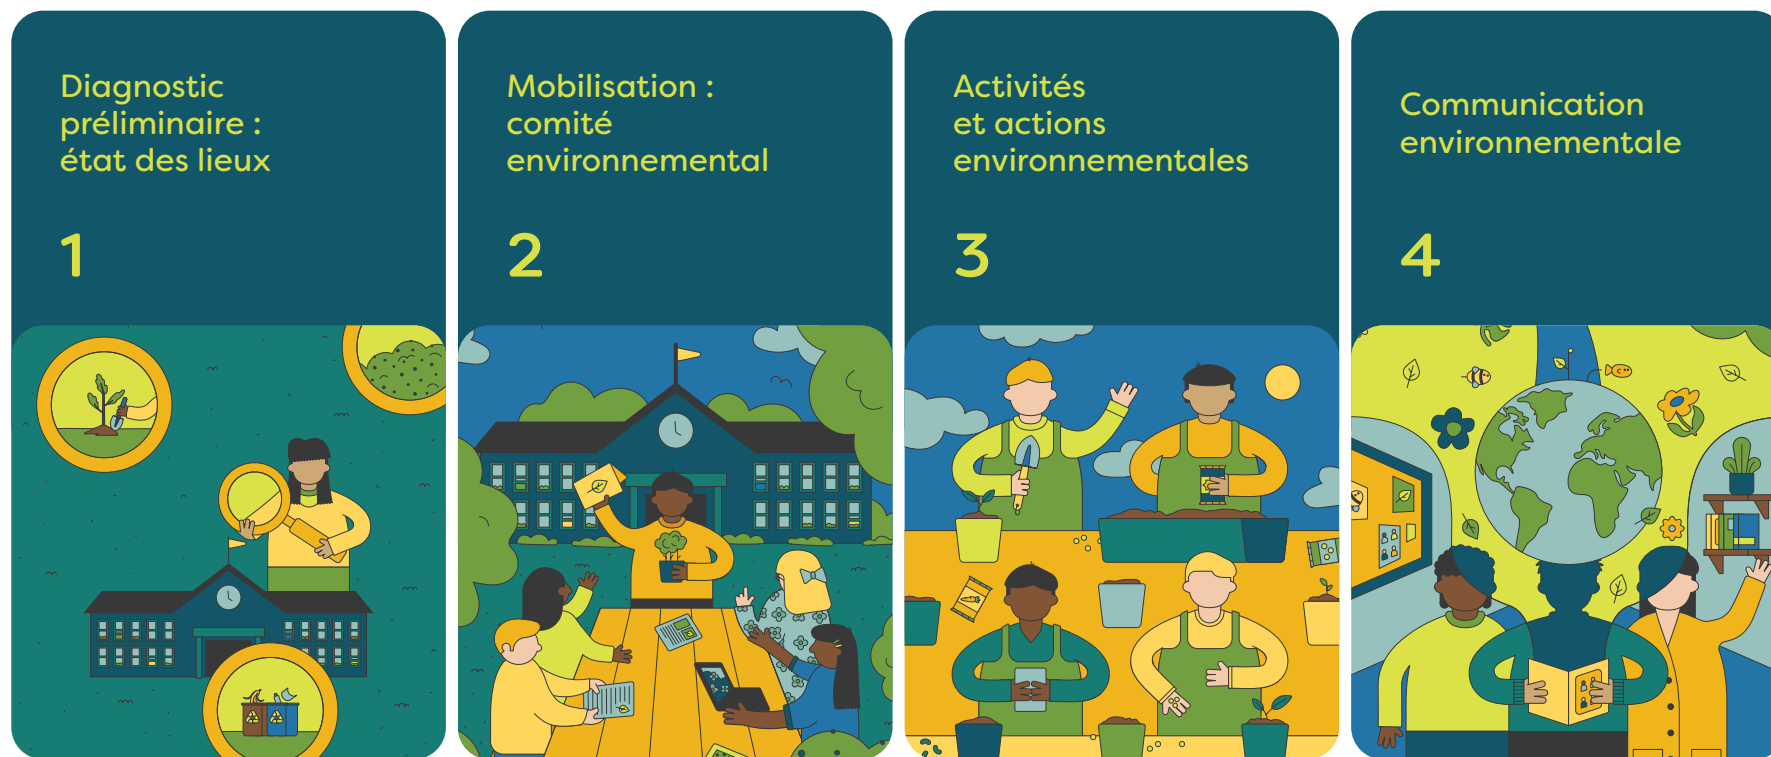 Diagnostic
préliminaire :
état des lieux
1
Mobilisation :
comité
environnemental
2
Activités
et actions
environnementales
3
Communication
environnementale
4